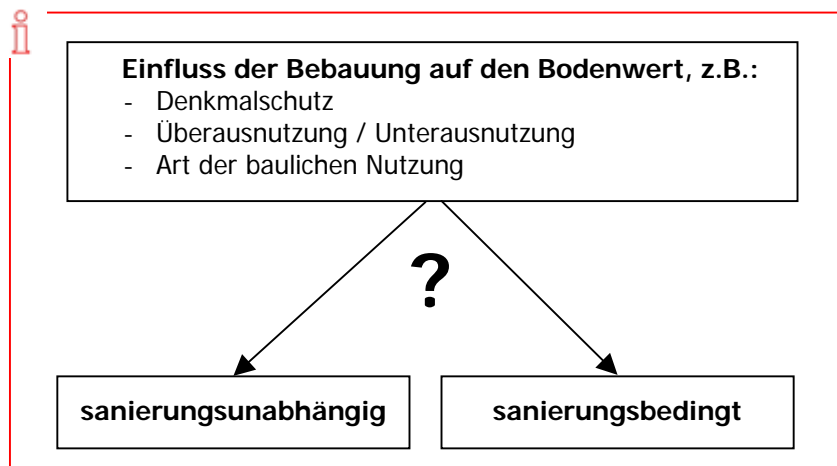 Einfluss der Bebauung auf den Bodenwert, z.B.:
- Denkmalschutz
- Überausnutzung / Unterausnutzung
- Art der baulichen Nutzung
?
sanierungsunabhängig
sanierungsbedingt